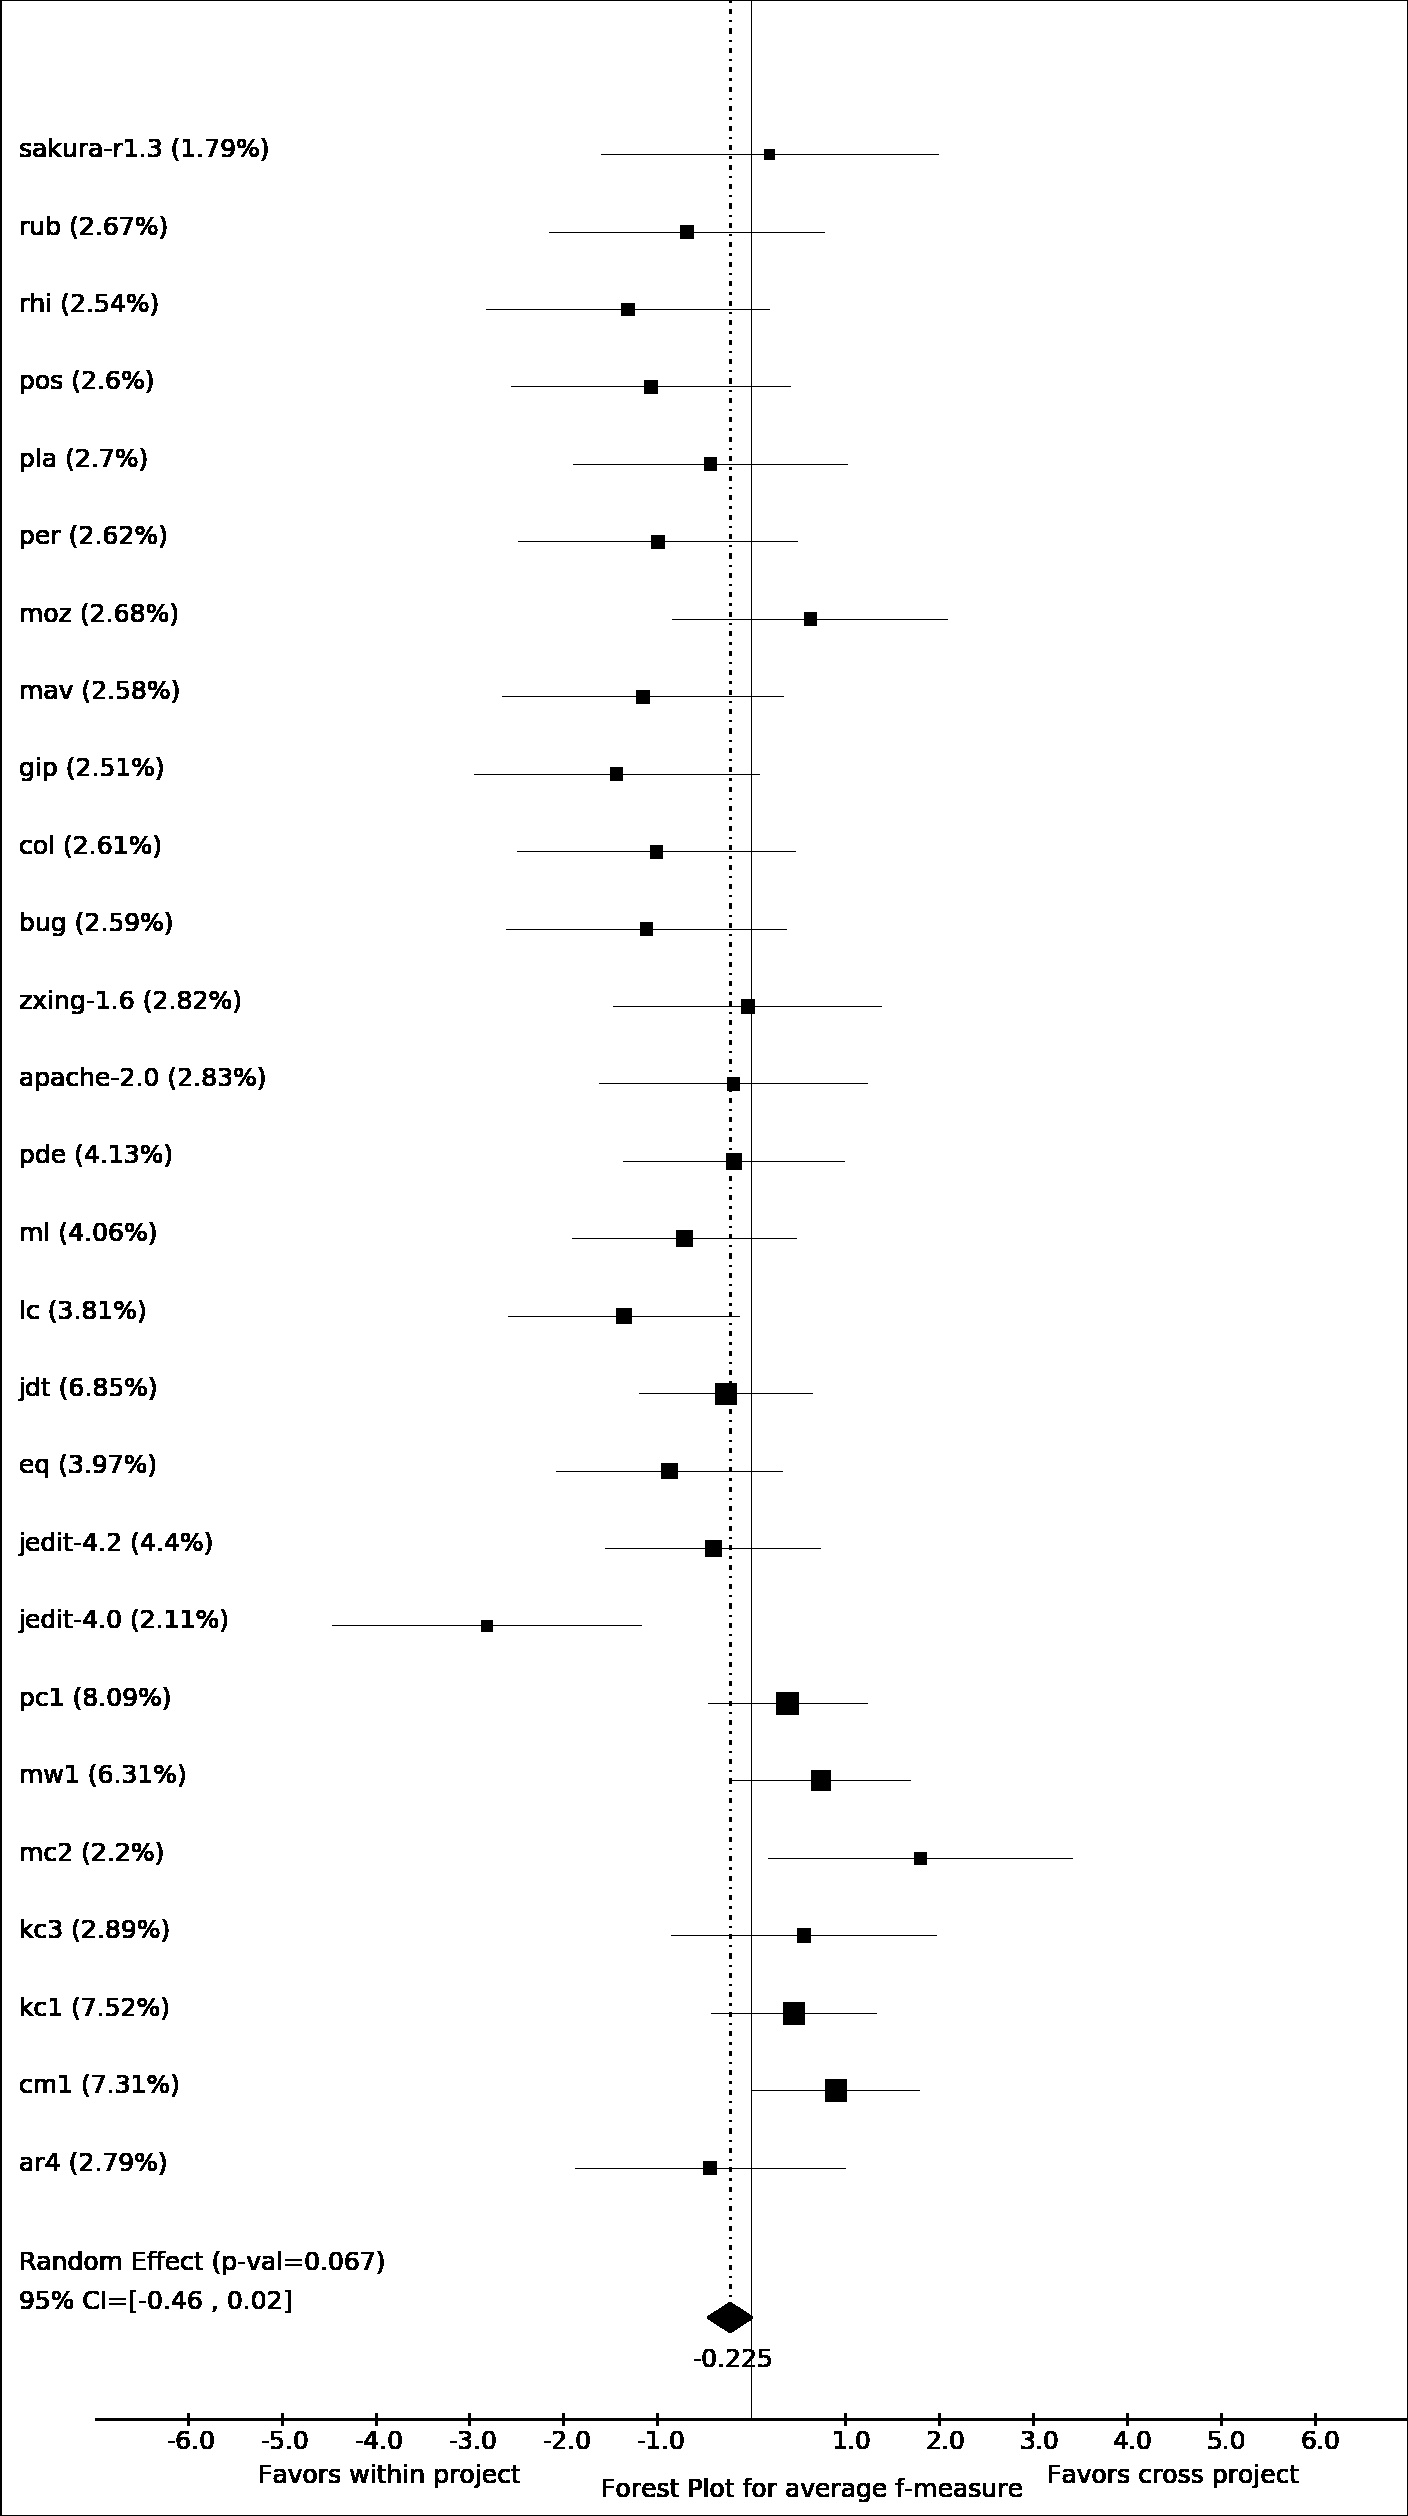 sakura-r1.3 (1.79%)
rub (2.67%)
rhi (2.54%)
pos (2.6%)
pla (2.7%)
per (2.62%)
moz (2.68%)
mav (2.58%)
gip (2.51%)
col (2.61%)
bug (2.59%)
zxing-1.6 (2.82%)
apache-2.0 (2.83%)
pde (4.13%)
ml (4.06%)
lc (3.81%)
jdt (6.85%)
eq (3.97%)
jedit-4.2 (4.4%)
jedit-4.0 (2.11%)
pc1 (8.09%)
mw1 (6.31%)
mc2 (2.2%)
kc3 (2.89%)
kc1 (7.52%)
cm1 (7.31%)
ar4 (2.79%)
Random Effect (p-val=0.067)
95% CI=[-0.46 , 0.02]
-0.225
-6.0 -5.0 -4.0 -3.0 -2.0 -1.0 1.0 2.0 3.0 4.0 5.0 6.0
Favors within project Favors cross project
Forest Plot for average f-measure